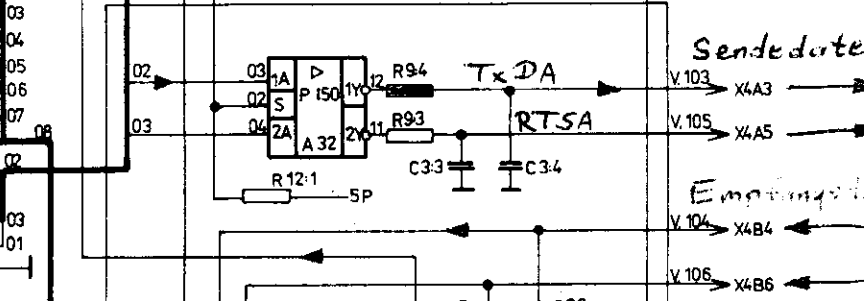 03
04
05
06
07
08
02
03
01
02
03
03
02
04
1A
S
2A
▷
P 150
A 32
1Y
2Y
12
11
R9:4
R9:3
TxDA
RTSA
C3:3
C3:4
R12:1
5P
Sendedate
V.103 X4A3
V.105 X4A5
V.104 X4B4
V.106 X4B6